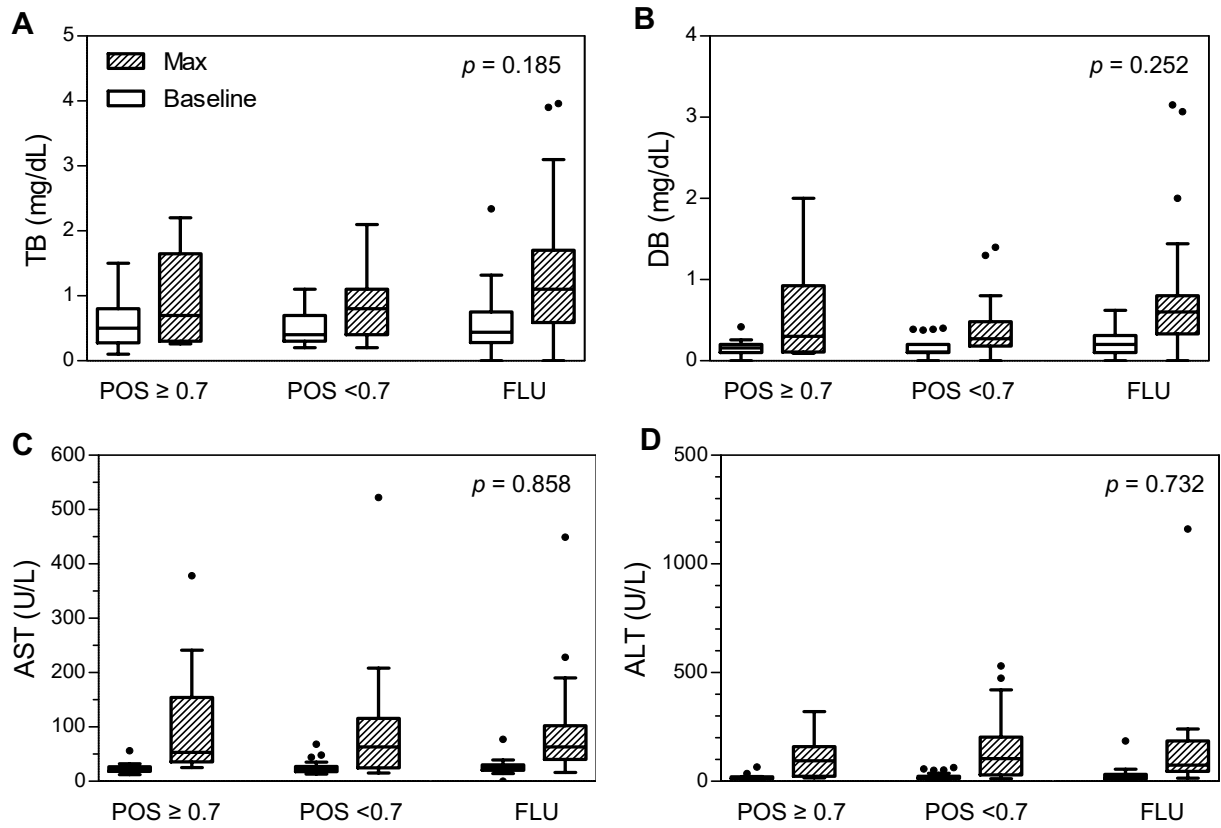 A
5
4
3
2
1
0
TB (mg/dL)
Max
Baseline
p = 0.185
POS ≥ 0.7
POS <0.7
FLU
B
4
3
2
1
0
DB (mg/dL)
p = 0.252
POS ≥ 0.7
POS <0.7
FLU
C
600
500
400
300
200
100
0
AST (U/L)
p = 0.858
POS ≥ 0.7
POS <0.7
FLU
D
500
1000
500
0
ALT (U/L)
p = 0.732
POS ≥ 0.7
POS <0.7
FLU